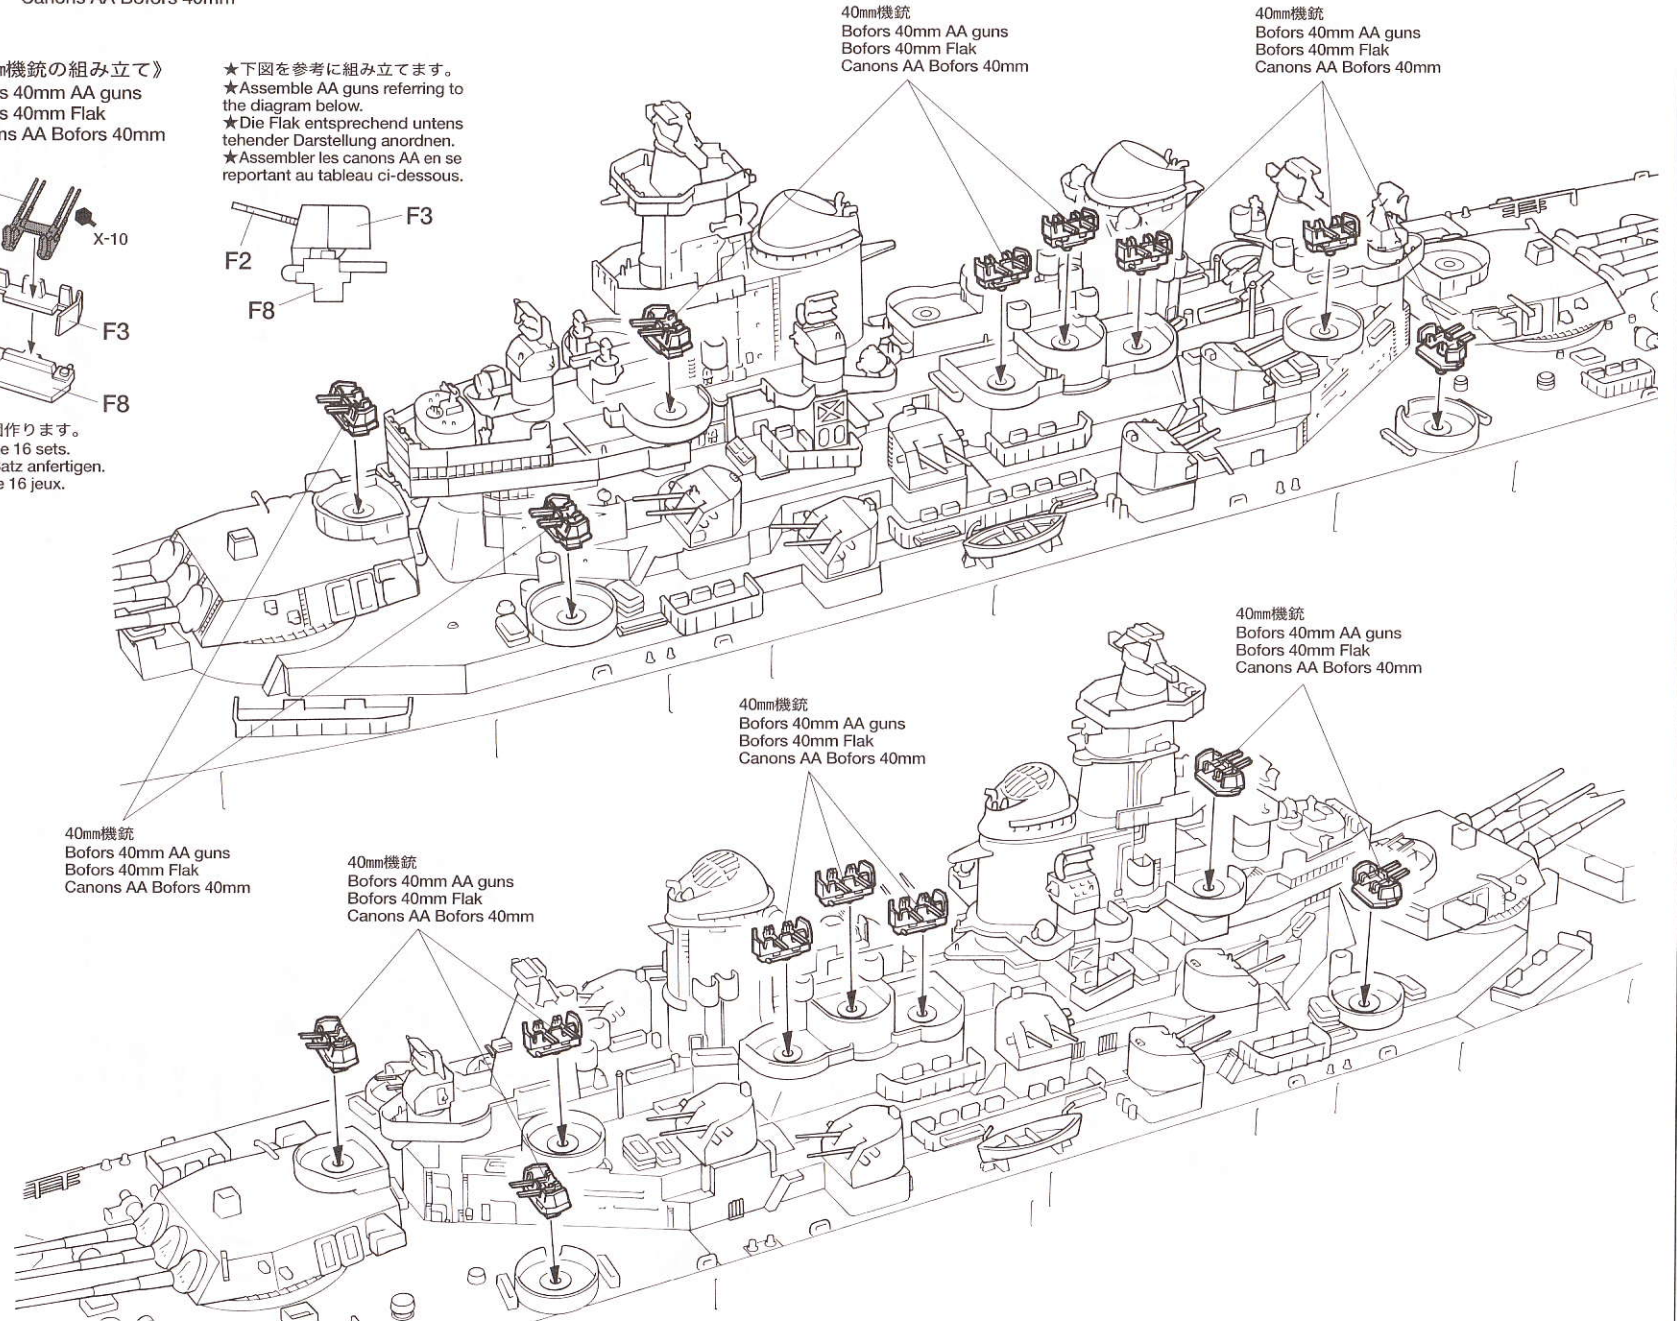 Canons AA Bofors 40mm
機銃の組み立て》
40mm AA guns
40mm Flak
AA Bofors 40mm
X-10
F3
F8
作ります。
16 sets.
anfertigen.
16 jeux.
★下図を参考に組み立てます。
★Assemble AA guns referring to
the diagram below.
★Die Flak entsprechend untens
tehender Darstellung anordnen.
★Assembler les canons AA en se
reportant au tableau ci-dessous.
F3
F2
F8
40mm機銃
Bofors 40mm AA guns
Bofors 40mm Flak
Canons AA Bofors 40mm
40mm機銃
Bofors 40mm AA guns
Bofors 40mm Flak
Canons AA Bofors 40mm
40mm機銃
Bofors 40mm AA guns
Bofors 40mm Flak
Canons AA Bofors 40mm
40mm機銃
Bofors 40mm AA guns
Bofors 40mm Flak
Canons AA Bofors 40mm
40mm機銃
Bofors 40mm AA guns
Bofors 40mm Flak
Canons AA Bofors 40mm
40mm機銃
Bofors 40mm AA guns
Bofors 40mm Flak
Canons AA Bofors 40mm